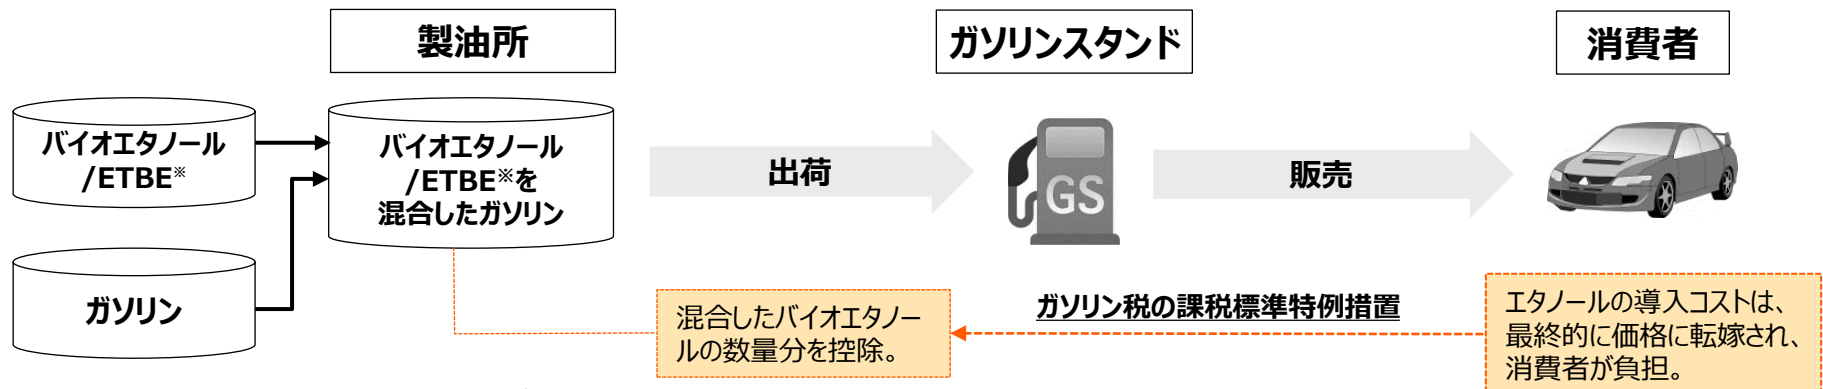 製油所
ガソリンスタンド
消費者
バイオエタノール
/ETBE※
ガソリン
バイオエタノール
/ETBE※を
混合したガソリン
出荷
GS
販売
混合したバイオエタノー
ルの数量分を控除。
ガソリン税の課税標準特例措置
エタノールの導入コストは、
最終的に価格に転嫁され、
消費者が負担。